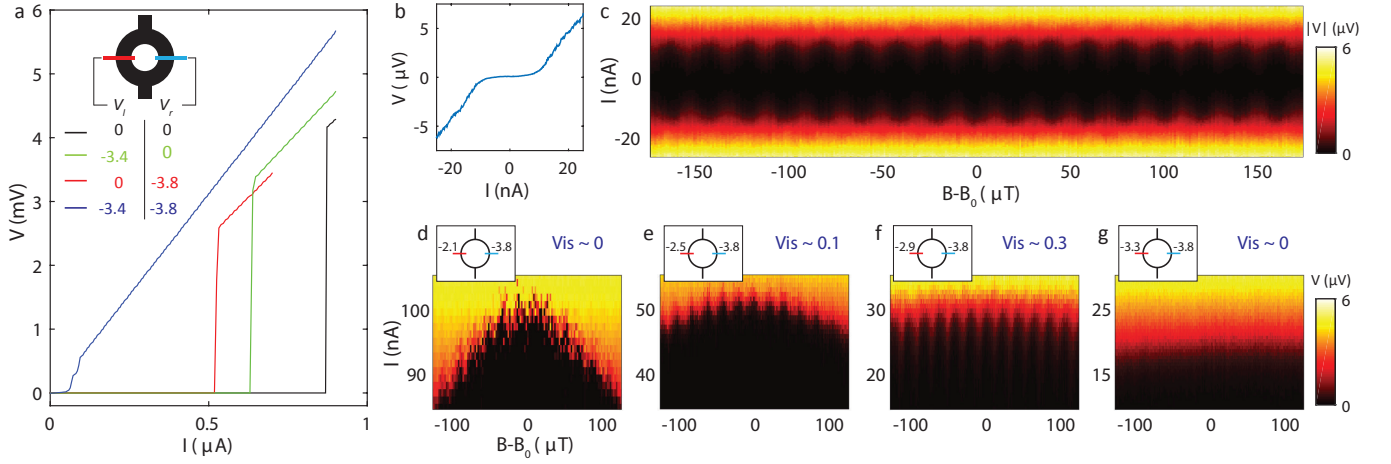 a
V (mV)
6
5
4
3
2
1
0
0
0.5
1
I (μA)
V_l V_r
0 0
-3.4 0
0 -3.8
-3.4 -3.8
b
V (μV)
5
0
-5
-20 0 20
I (nA)
c
I (nA)
20
0
-20
-150 -100 -50 0 50 100 150
B-B₀ (μT)
|V| (μV)
6
0
d
-2.1 -3.8
Vis ~ 0
I (nA)
100
90
-100 0 100
B-B₀ (μT)
e
-2.5 -3.8
Vis ~ 0.1
50
40
-100 0 100
f
-2.9 -3.8
Vis ~ 0.3
30
20
-100 0 100
g
-3.3 -3.8
Vis ~ 0
25
15
-100 0 100
V (μV)
6
0